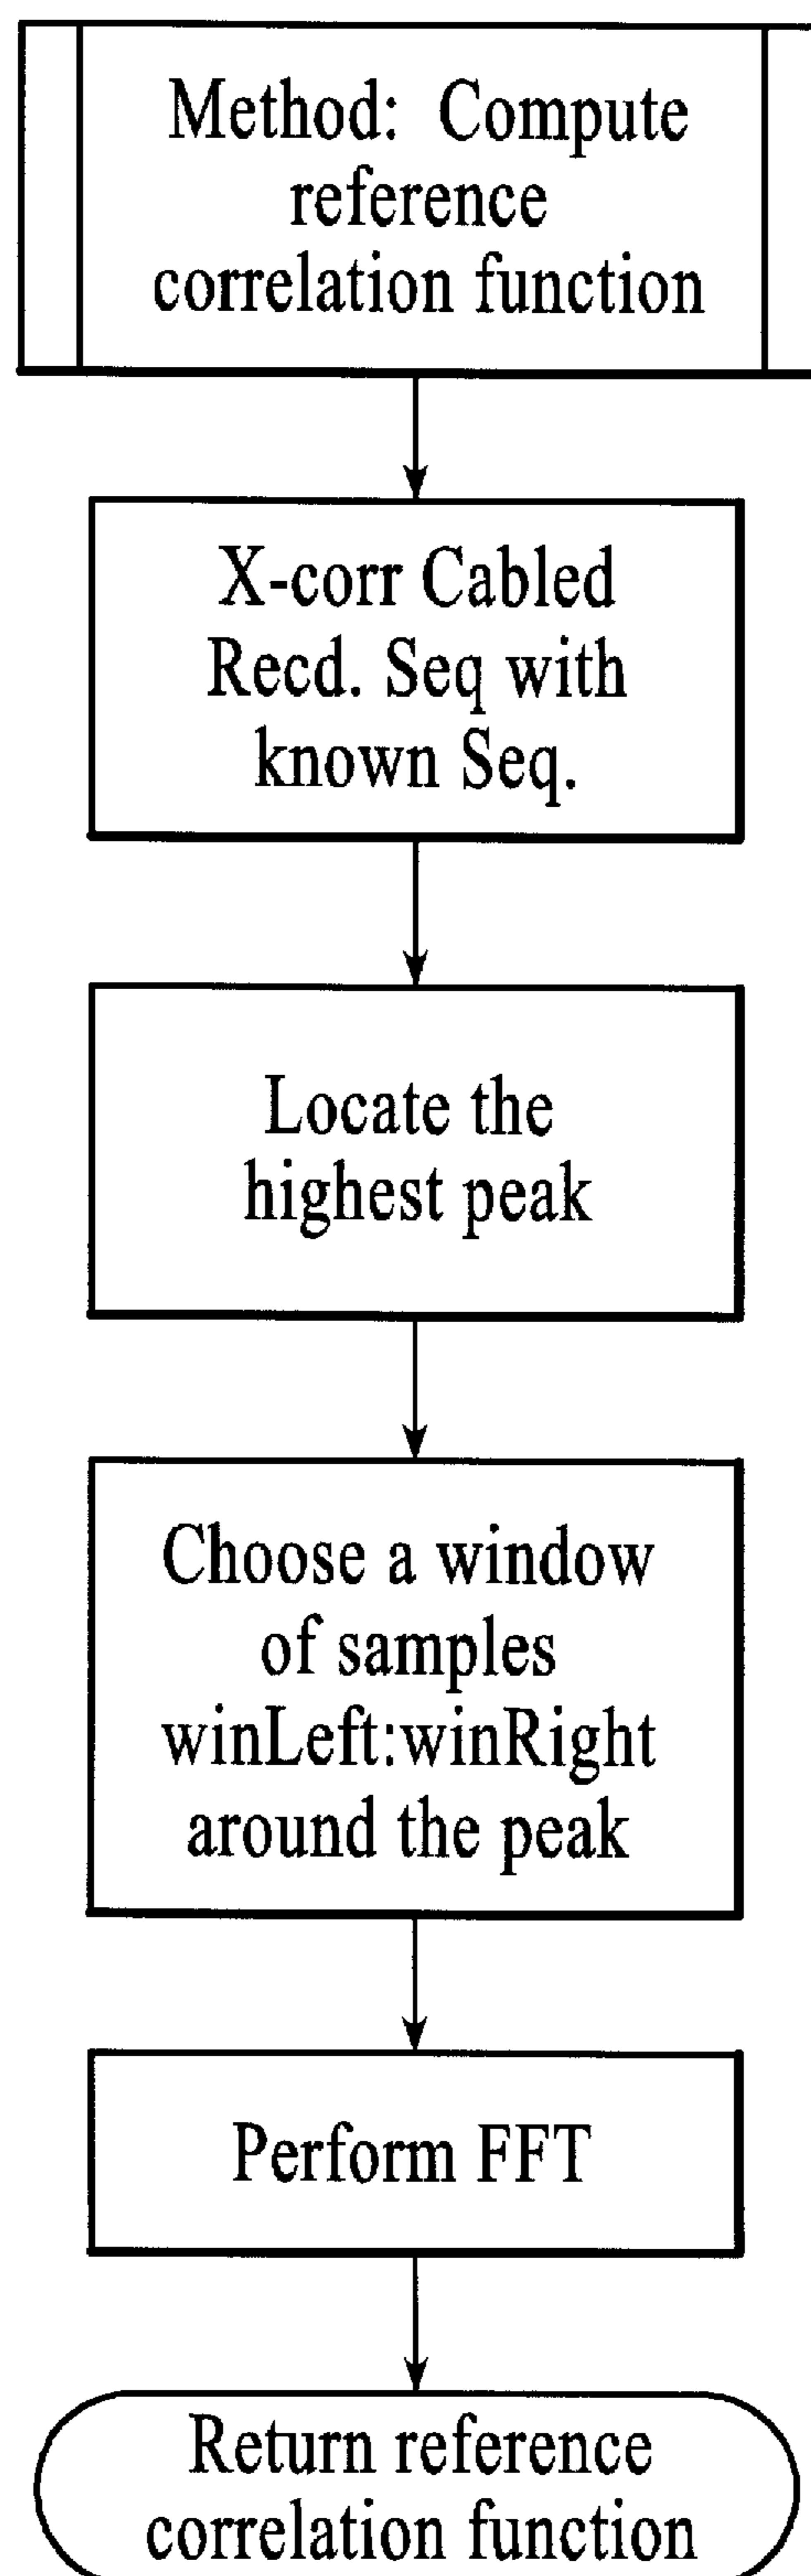 Method: Compute
reference
correlation function
X-corr Cabled
Recd. Seq with
known Seq.
Locate the
highest peak
Choose a window
of samples
winLeft:winRight
around the peak
Perform FFT
Return reference
correlation function